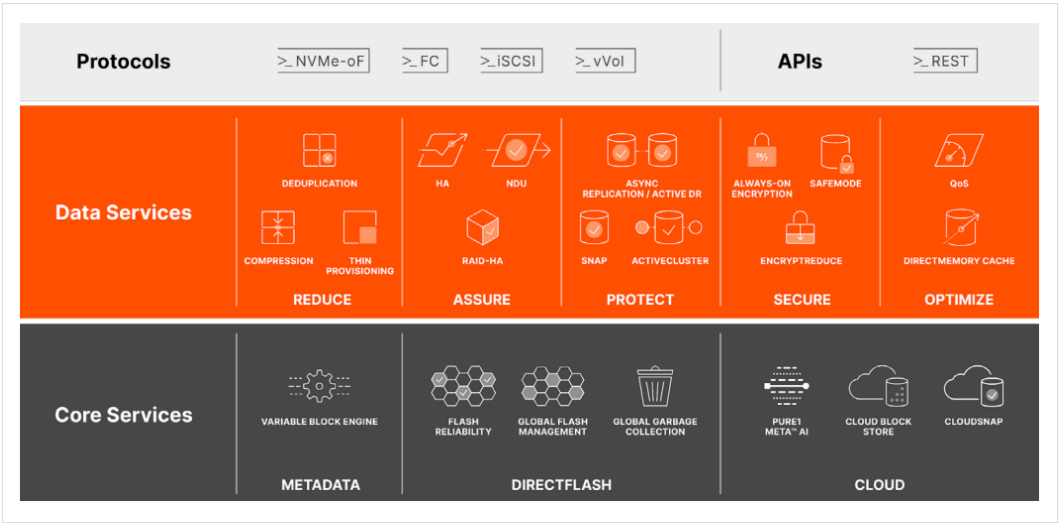 Protocols
>_NVMe-oF
>_FC
>_iSCSI
>_vVol
APIs
>_REST
Data Services
DEDUPLICATION
COMPRESSION
THIN
PROVISIONING
REDUCE
HA
NDU
RAID-HA
ASSURE
ASYNC
REPLICATION / ACTIVE DR
SNAP
ACTIVECLUSTER
PROTECT
ALWAYS-ON
ENCRYPTION
SAFEMODE
ENCRYPTREDUCE
SECURE
QoS
DIRECTMEMORY CACHE
OPTIMIZE
Core Services
VARIABLE BLOCK ENGINE
METADATA
FLASH
RELIABILITY
GLOBAL FLASH
MANAGEMENT
GLOBAL GARBAGE
COLLECTION
DIRECTFLASH
PURE1
META™ AI
CLOUD BLOCK
STORE
CLOUDSNAP
CLOUD